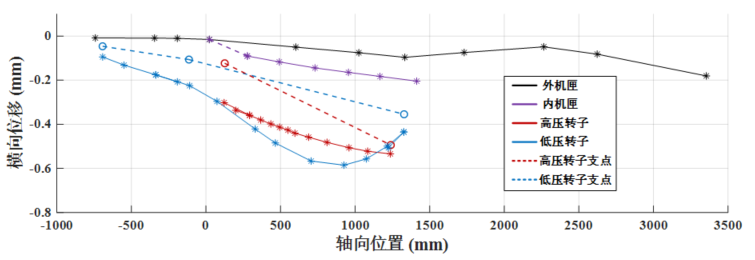 0
-0.2
-0.4
-0.6
-0.8
横向位移 (mm)
-1000 -500 0 500 1000 1500 2000 2500 3000 3500
轴向位置 (mm)
外机匣
内机匣
高压转子
低压转子
高压转子支点
低压转子支点